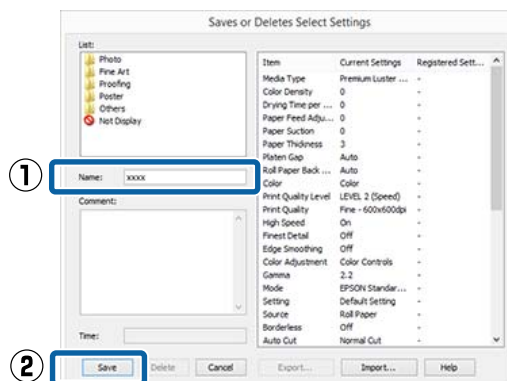 Saves or Deletes Select Settings
List:
Photo
Fine Art
Proofing
Poster
Others
Not Display
① Name: xxxx
Comment:
Time:
② Save Delete Cancel
Item Current Settings Registered Sett...
Media Type Premium Luster ... -
Color Density 0 -
Drying Time per ... 0 -
Paper Feed Adju... 0 -
Paper Suction 0 -
Paper Thickness 3 -
Platen Gap Auto -
Roll Paper Back ... Auto -
Color Color -
Print Quality Level LEVEL 2 (Speed) -
Print Quality Fine - 600x600dpi -
High Speed On -
Finest Detail Off -
Edge Smoothing Off -
Color Adjustment Color Controls -
Gamma 2.2 -
Mode EPSON Standar... -
Setting Default Setting -
Source Roll Paper -
Borderless Off -
Auto Cut Normal Cut -
Export... Import... Help